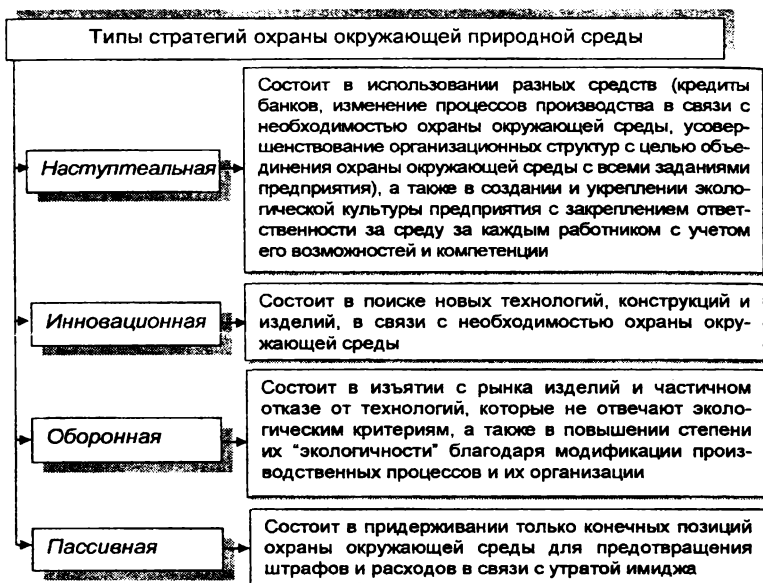 Типы стратегий охраны окружающей природной среды
Наступтеальная
Состоит в использовании разных средств (кредиты
банков, изменение процессов производства в связи с
необходимостью охраны окружающей среды, усовер-
шенствование организационных структур с целью объе-
динения охраны окружающей среды с всеми заданиями
предприятия), а также в создании и укреплении эколо-
гической культуры предприятия с закреплением ответ-
ственности за среду за каждым работником с учетом
его возможностей и компетенции
Инновационная
Состоит в поиске новых технологий, конструкций и
изделий, в связи с необходимостью охраны окру-
жающей среды
Оборонная
Состоит в изъятии с рынка изделий и частичном
отказе от технологий, которые не отвечают эколо-
гическим критериям, а также в повышении степени
их "экологичности" благодаря модификации произ-
водственных процессов и их организации
Пассивная
Состоит в придерживании только конечных позиций
охраны окружающей среды для предотвращения
штрафов и расходов в связи с утратой имиджа